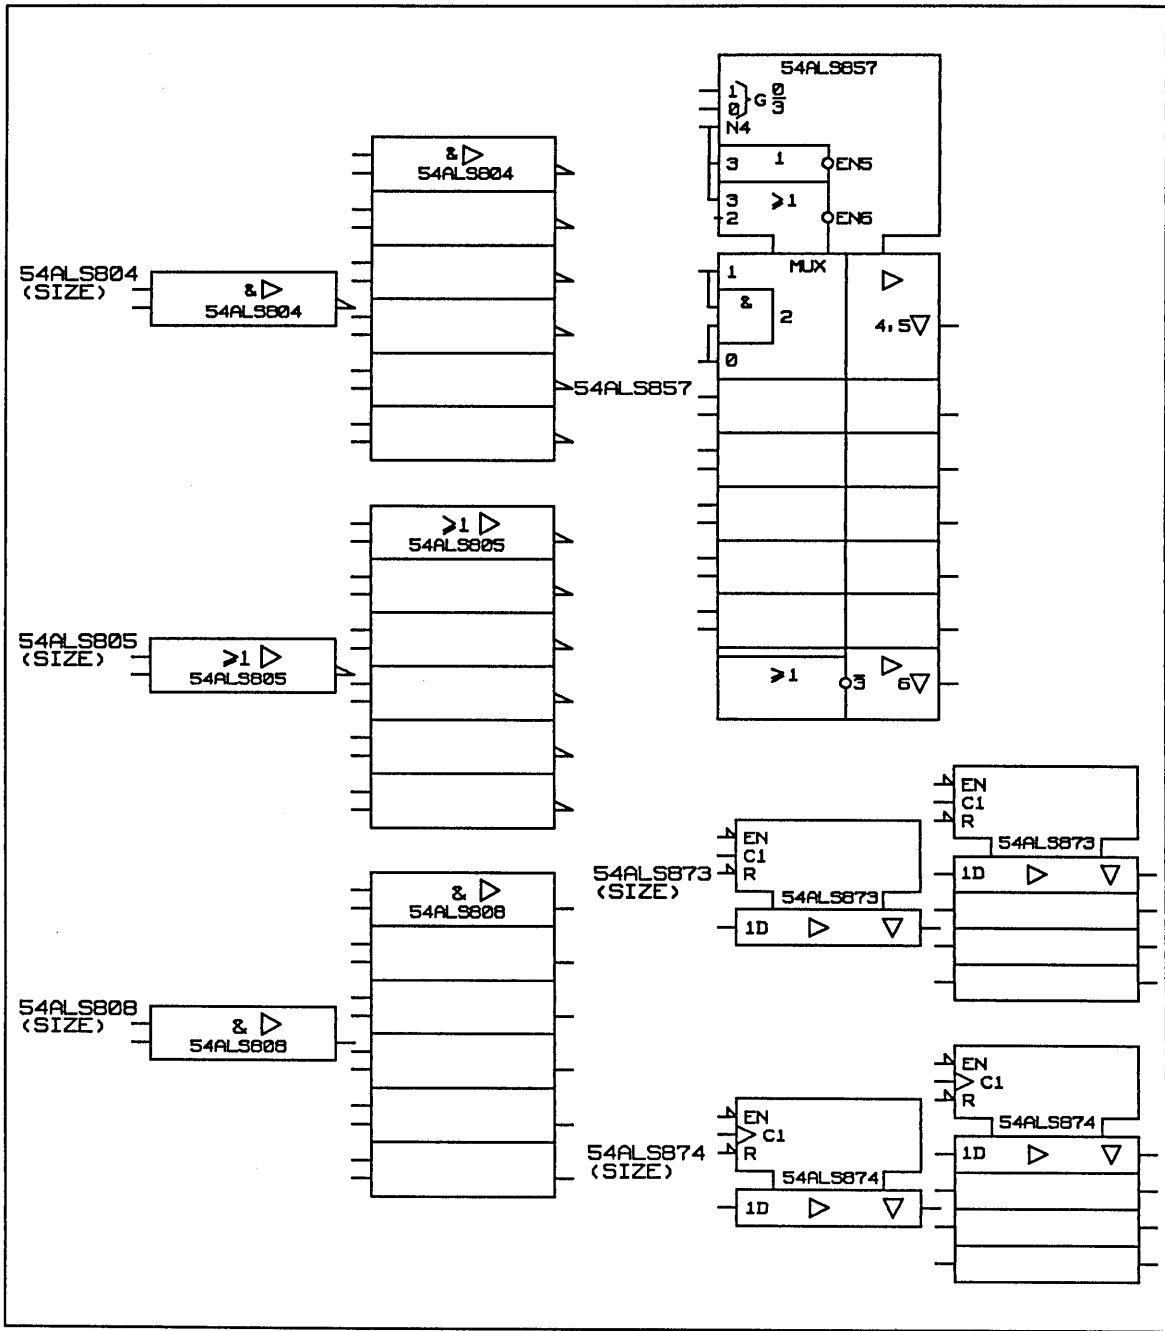 54ALS804
(SIZE)
&
54ALS804
&
54ALS804
54ALS805
(SIZE)
⩾1
54ALS805
⩾1
54ALS805
54ALS808
(SIZE)
&
54ALS808
&
54ALS808
54ALS857
54ALS857
1
0
G 0/3
N4
3 1 EN5
3 ⩾1
2 EN6
MUX
1
&
2
4,5
0
⩾1 3̅ 6
54ALS873
(SIZE)
EN
C1
R
54ALS873
1D
EN
C1
R
54ALS873
1D
54ALS874
(SIZE)
EN
C1
R
54ALS874
1D
EN
C1
R
54ALS874
1D